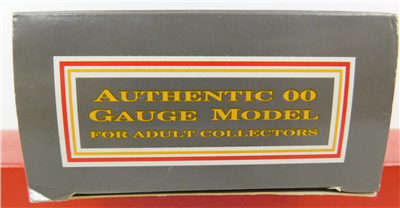 AUTHENTIC 00
GAUGE MODEL
FOR ADULT COLLECTORS